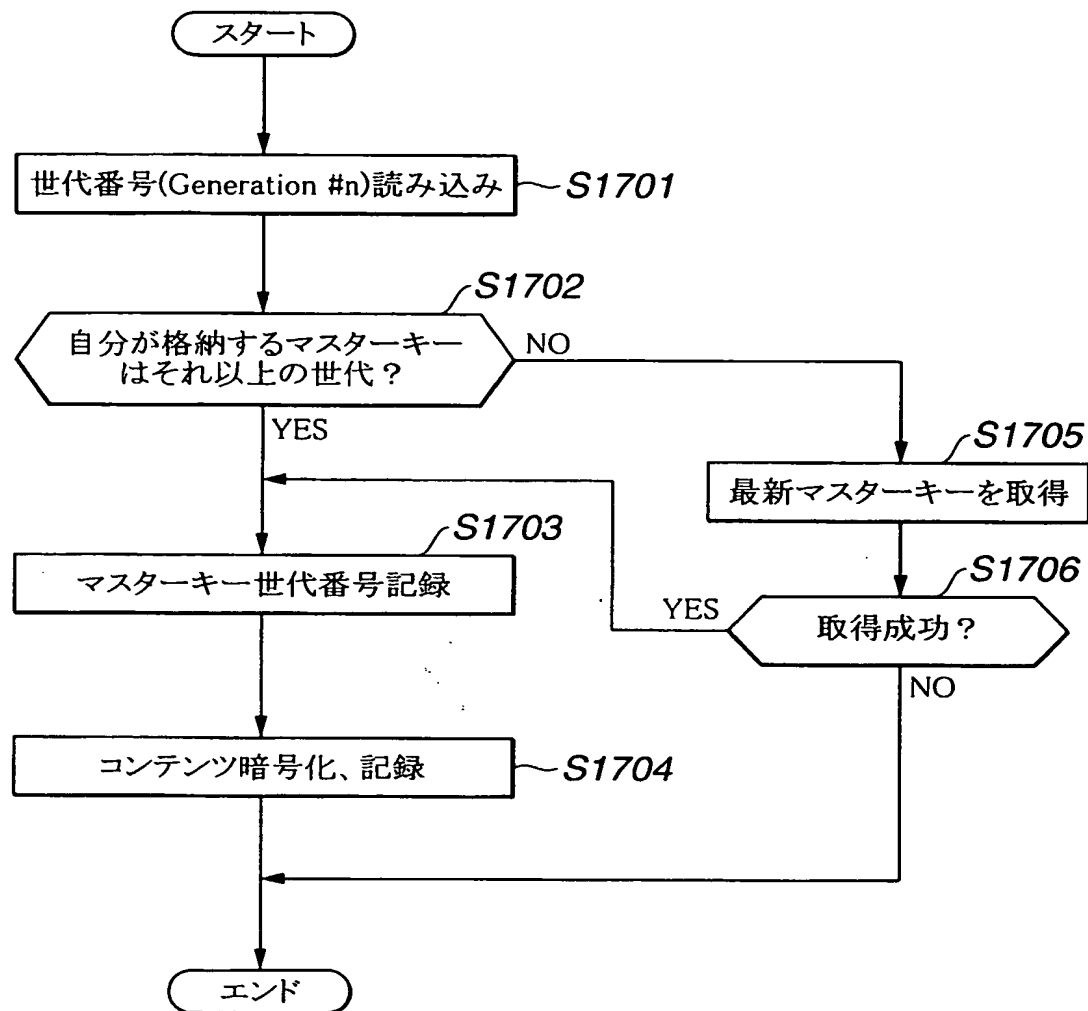 スタート
世代番号(Generation #n)読み込み
S1701
S1702
自分が格納するマスターキー
はそれ以上の世代?
NO
YES
S1705
最新マスターキーを取得
S1703
マスターキー世代番号記録
S1706
取得成功?
YES
NO
コンテンツ暗号化、記録
S1704
エンド